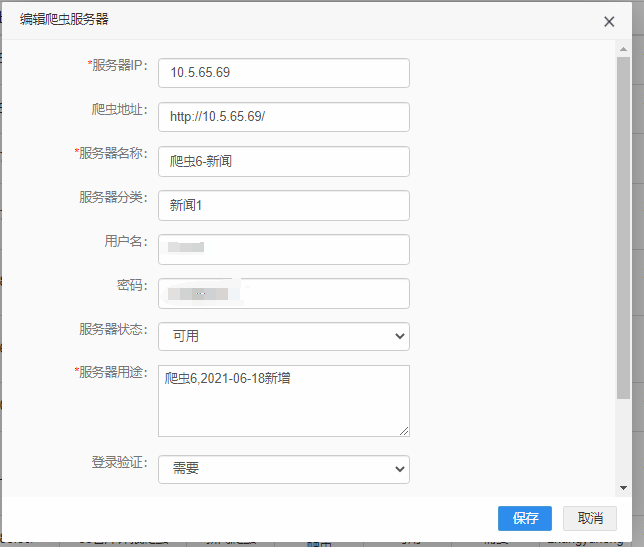 编辑爬虫服务器
*服务器IP：
10.5.65.69
爬虫地址：
http://10.5.65.69/
*服务器名称：
爬虫6-新闻
服务器分类：
新闻1
用户名：
密码：
服务器状态：
可用
*服务器用途：
爬虫6,2021-06-18新增
登录验证：
需要
保存
取消